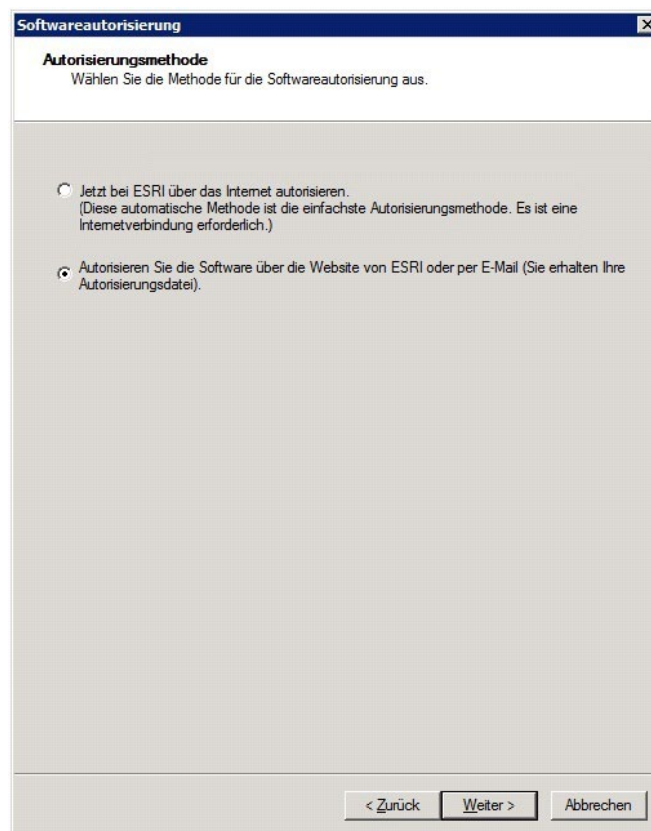 Softwareautorisierung
Autorisierungsmethode
Wählen Sie die Methode für die Softwareautorisierung aus.
Jetzt bei ESRI über das Internet autorisieren.
(Diese automatische Methode ist die einfachste Autorisierungsmethode. Es ist eine
Internetverbindung erforderlich.)
Autorisieren Sie die Software über die Website von ESRI oder per E-Mail (Sie erhalten Ihre
Autorisierungsdatei).
< Zurück Weiter > Abbrechen